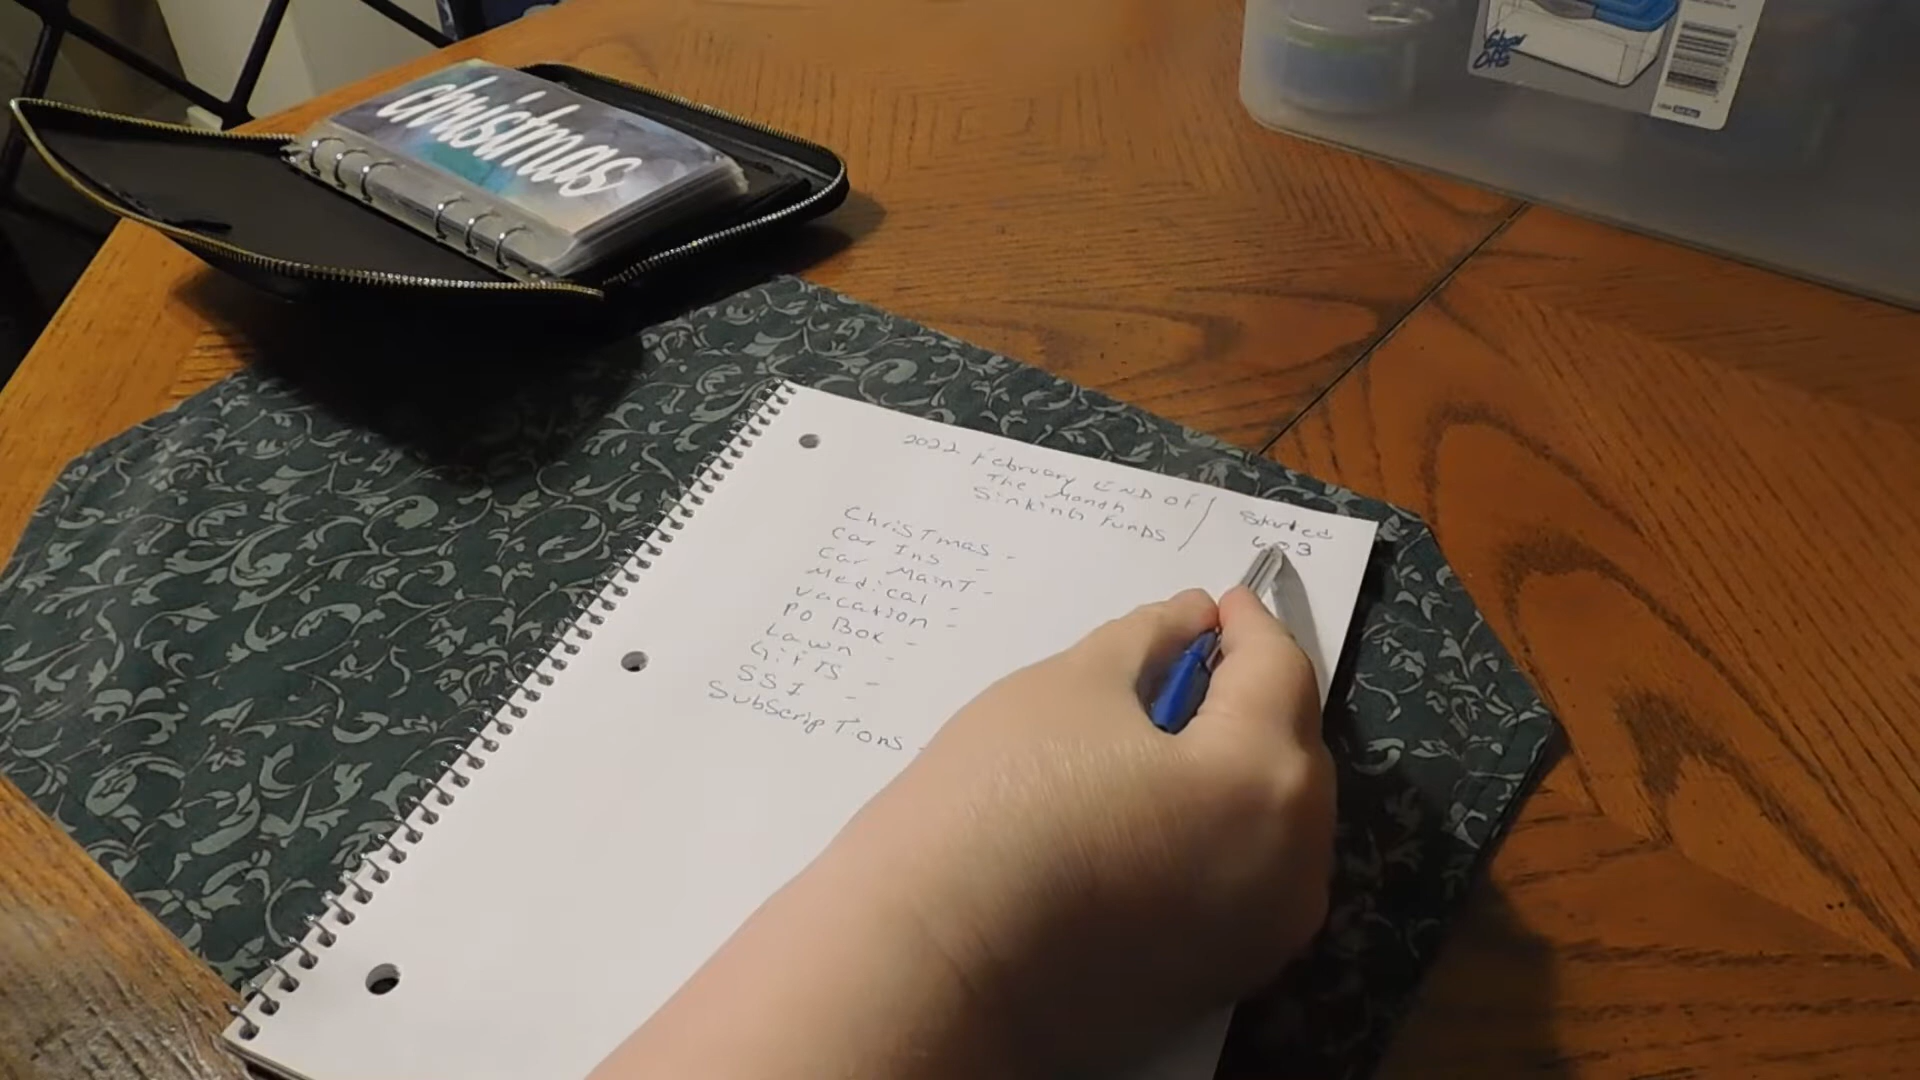 christmas
2022 February END OF
The Month
Sinking Funds
Started
603
Christmas -
Car Ins -
Car Maint -
Medical -
Vacation -
PO Box -
Lawn -
Gifts -
SSI -
Subscriptions -